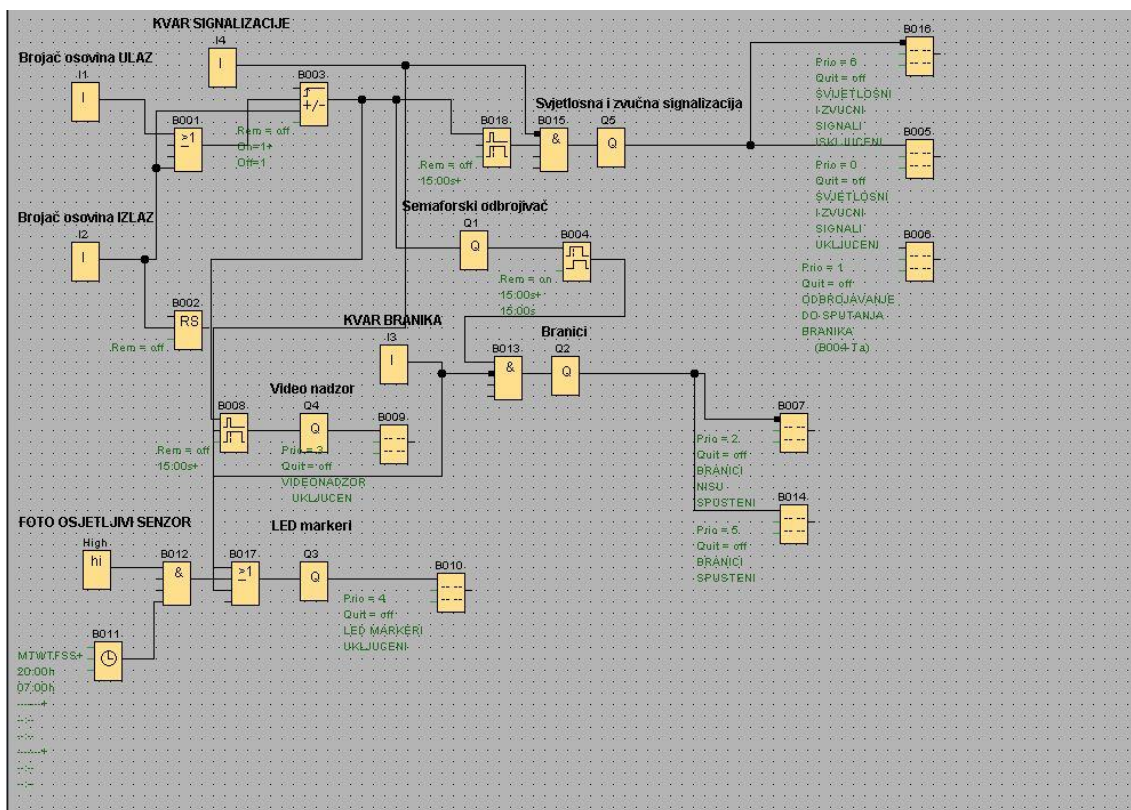 KVAR SIGNALIZACIJE
I4
I
Brojač osovina ULAZ
I1
I
B001
>1
B003
+/-
Rem = off
On=1+
Off=1
B018
Rem = off
15:00s+
Svjetlosna i zvučna signalizacija
B015
&
Q5
Q
B016
Prio = 6
Quit = off
SVJETLOSNI
I ZVUCNI
SIGNALI
ISKLJUCENI
B005
Prio = 0
Quit = off
SVJETLOSNI
I ZVUCNI
SIGNALI
UKLJUCENI
B006
Prio = 1
Quit = off
ODBROJAVANJE
DO SPUTANJA
BRANIKA
(B004-Ta)
Brojač osovina IZLAZ
I2
I
B002
RS
Rem = off
Semaforski odbrojivač
Q1
Q
B004
Rem = on
15:00s+
15:00s
KVAR BRANIKA
I3
I
B013
&
Branici
Q2
Q
B007
Prio = 2
Quit = off
BRANICI
NISU
SPUSTENI
B014
Prio = 5
Quit = off
BRANICI
SPUSTENI
Video nadzor
B008
Rem = off
15:00s+
Q4
Q
B009
Prio = 3
Quit = off
VIDEONADZOR
UKLJUCEN
FOTO OSJETLJIVI SENZOR
High
hi
B012
&
B017
>1
LED markeri
Q3
Q
B010
Prio = 4
Quit = off
LED MARKERI
UKLJUCENI
B011
MTWTFSS+
20:00h
07:00h
-------+
--:--
--:--
-------+
--:--
--:--